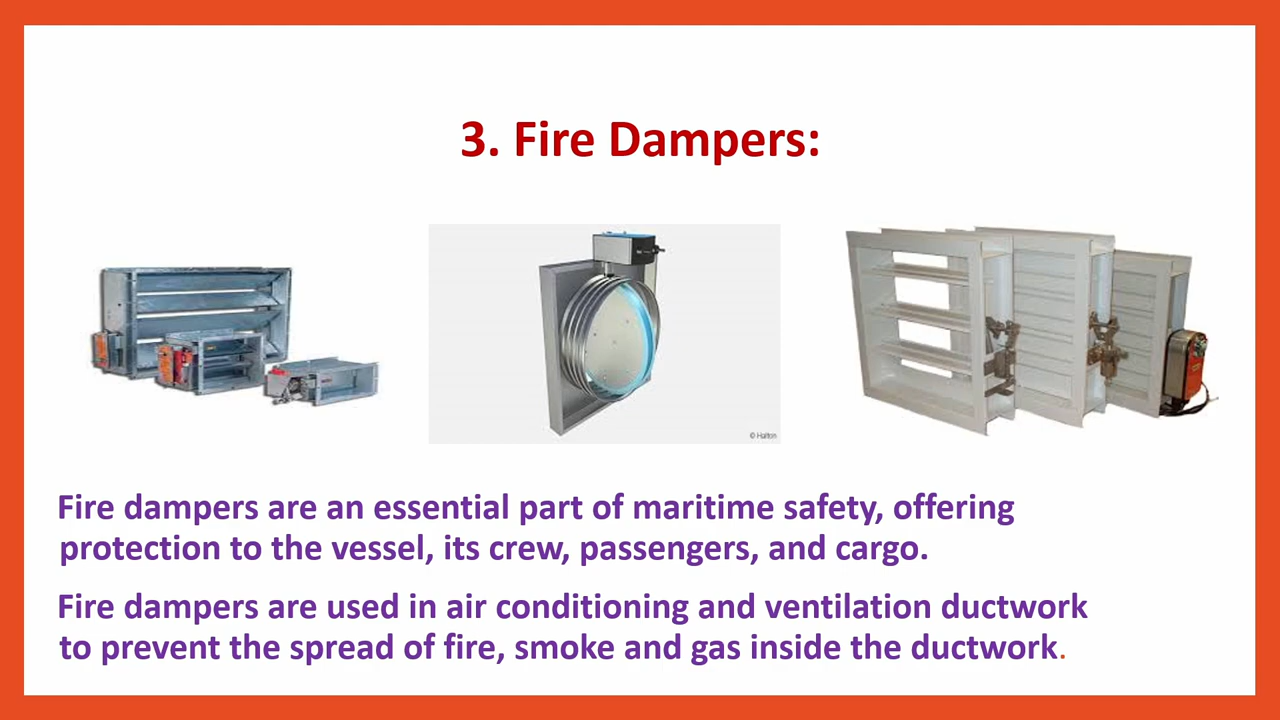 3. Fire Dampers:
© Halton
Fire dampers are an essential part of maritime safety, offering
protection to the vessel, its crew, passengers, and cargo.
Fire dampers are used in air conditioning and ventilation ductwork
to prevent the spread of fire, smoke and gas inside the ductwork.